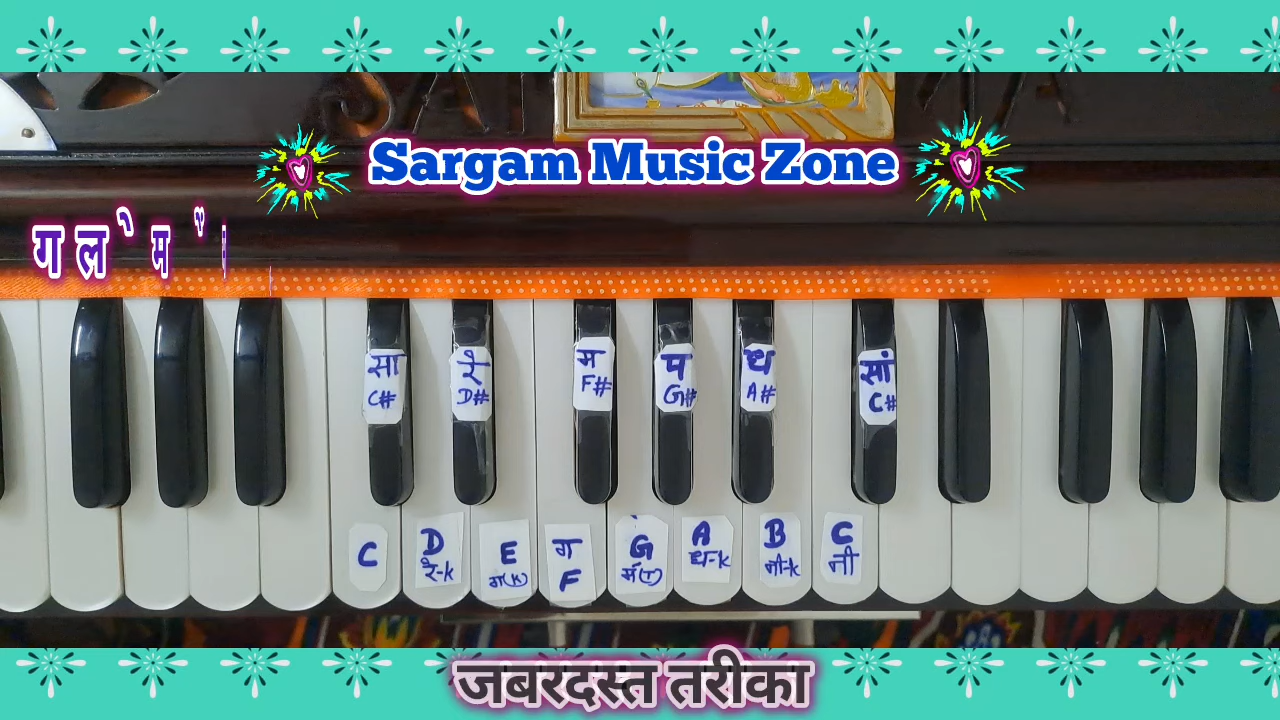 Sargam Music Zone
ग ल े म
सा रे म प ध सां
C# D# F# G# A# C#
C D E ग G A B C
रे-k ग(k) F मं(T) ध-k नी-k नी
जबरदस्त तरीका